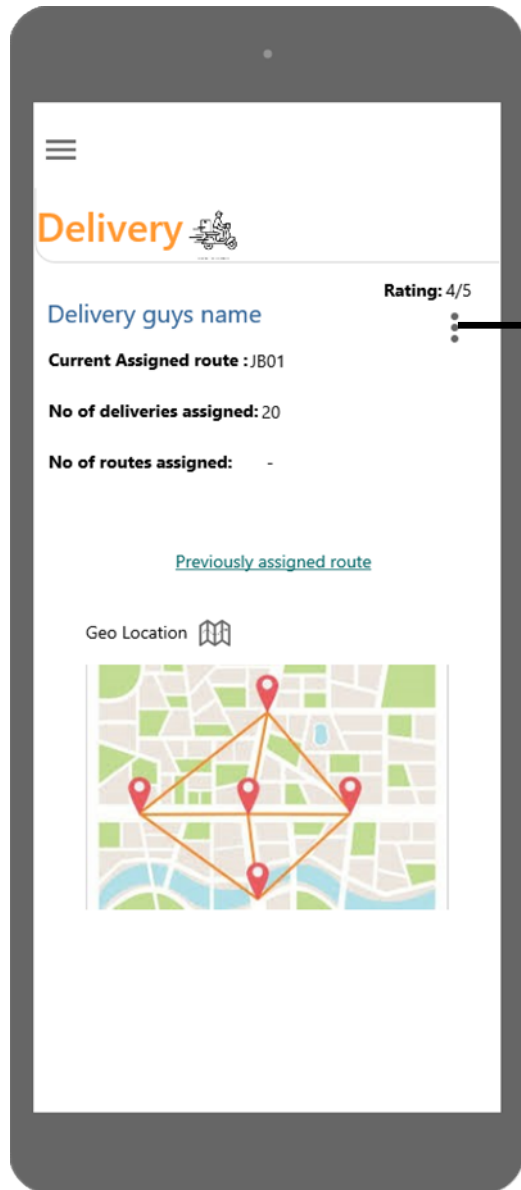 Delivery
Rating: 4/5
Delivery guys name
Current Assigned route : JB01
No of deliveries assigned: 20
No of routes assigned: -
Previously assigned route
Geo Location